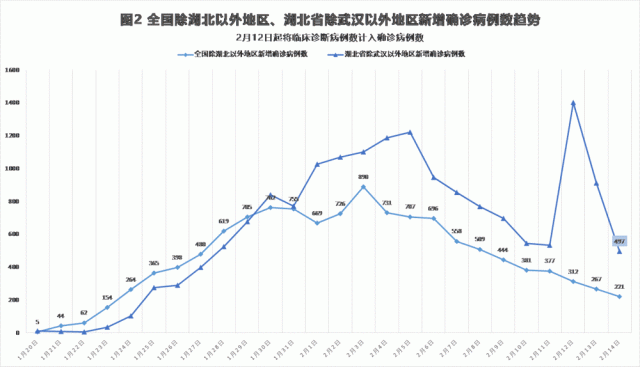 图2 全国除湖北以外地区、湖北省除武汉以外地区新增确诊病例数趋势
2月12日起将临床诊断病例数计入确诊病例数
全国除湖北以外地区新增确诊病例数 湖北省除武汉以外地区新增确诊病例数
1600
1400
1200
1000
800
600
400
200
0
5 44 62 154 264 365 398 480 619 705 762 755 669 726 890 731 707 696 558 509 444 381 377 312 267 221
497
1月20日 1月21日 1月22日 1月23日 1月24日 1月25日 1月26日 1月27日 1月28日 1月29日 1月30日 1月31日 2月1日 2月2日 2月3日 2月4日 2月5日 2月6日 2月7日 2月8日 2月9日 2月10日 2月11日 2月12日 2月13日 2月14日